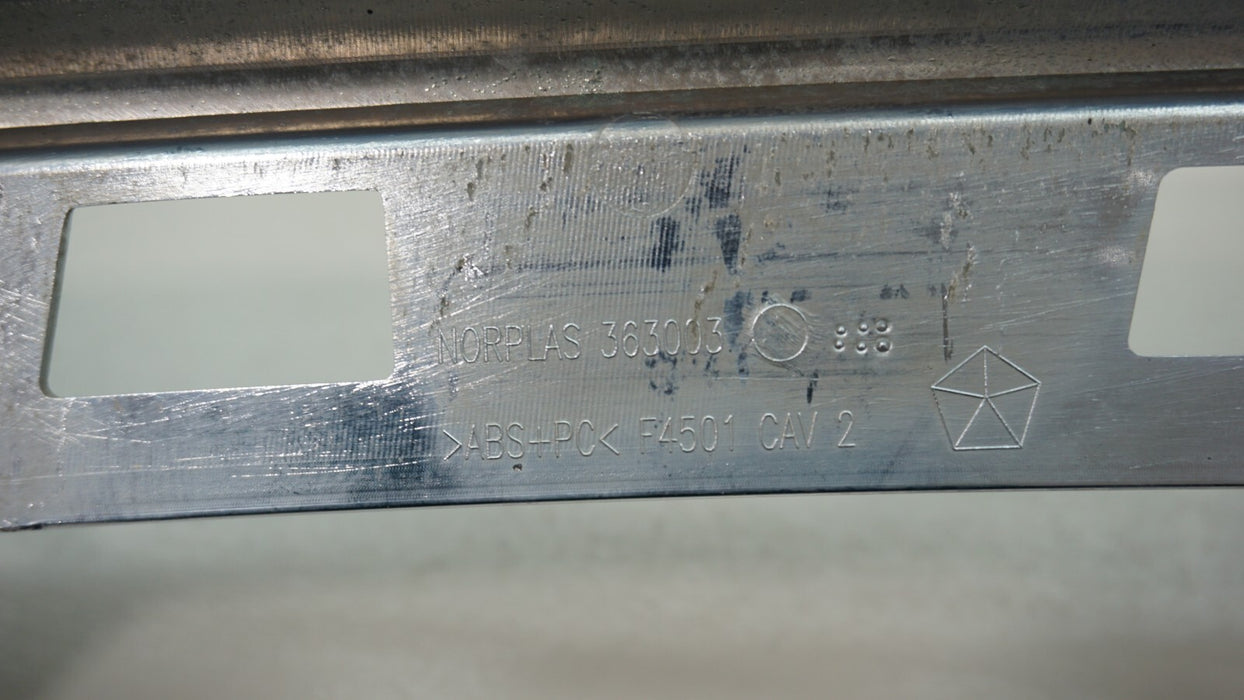 NORPLAS 363003
>ABS+PC< F4501 CAV 2